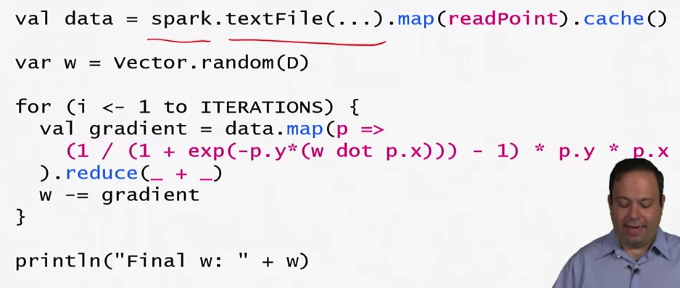 val data = spark.textFile(...).map(readPoint).cache()
var w = Vector.random(D)
for (i <- 1 to ITERATIONS) {
val gradient = data.map(p =>
(1 / (1 + exp(-p.y*(w dot p.x))) - 1) * p.y * p.x
).reduce(_ + _)
w -= gradient
}
println("Final w: " + w)